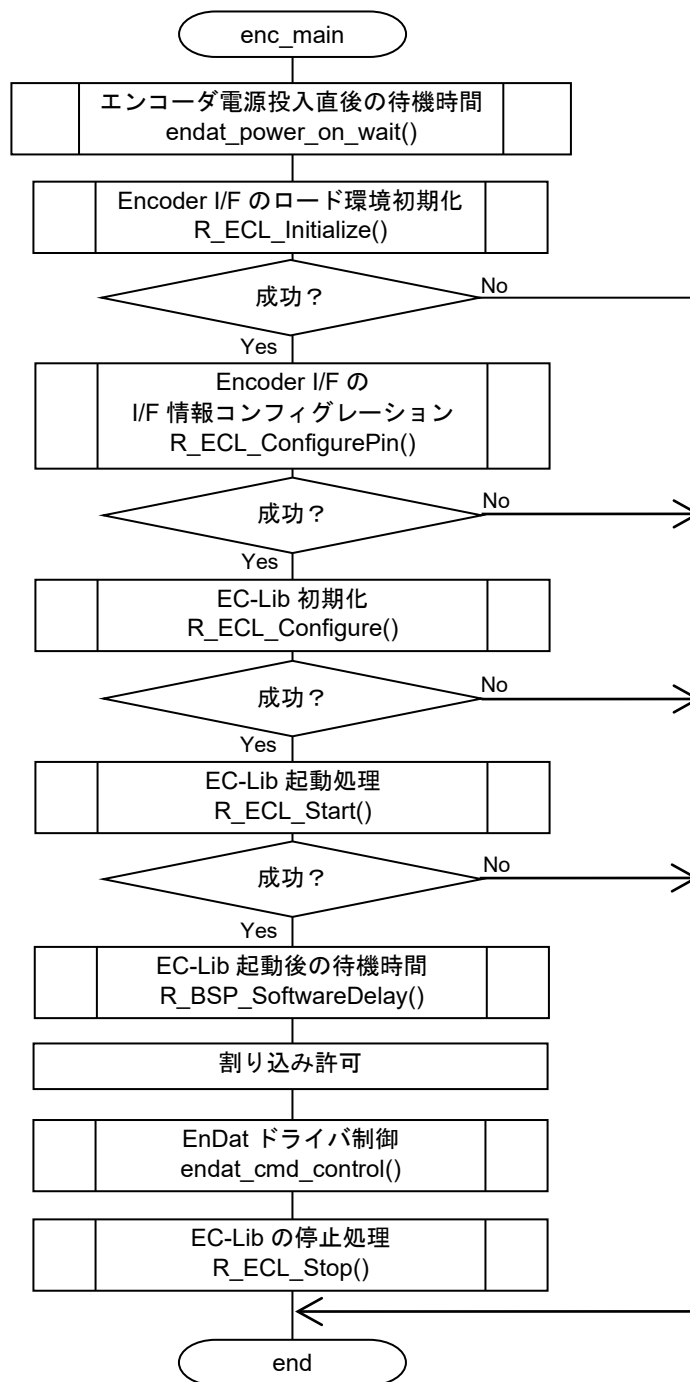 enc_main
エンコーダ電源投入直後の待機時間
endat_power_on_wait()
Encoder I/F のロード環境初期化
R_ECL_Initialize()
成功？
No
Yes
Encoder I/F の
I/F 情報コンフィグレーション
R_ECL_ConfigurePin()
成功？
No
Yes
EC-Lib 初期化
R_ECL_Configure()
成功？
No
Yes
EC-Lib 起動処理
R_ECL_Start()
成功？
No
Yes
EC-Lib 起動後の待機時間
R_BSP_SoftwareDelay()
割り込み許可
EnDat ドライバ制御
endat_cmd_control()
EC-Lib の停止処理
R_ECL_Stop()
end